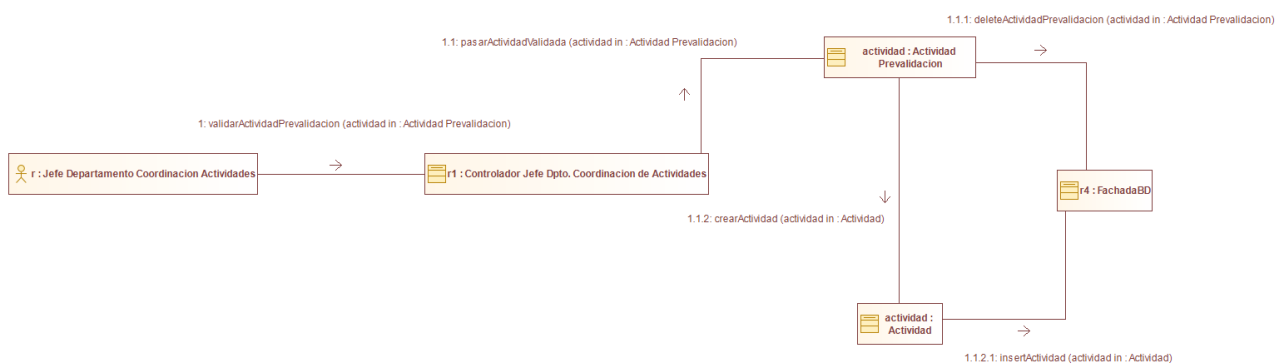 1.1.1: deleteActividadPrevalidacion (actividad in : Actividad Prevalidacion)
1.1: pasarActividadValidada (actividad in : Actividad Prevalidacion)
actividad : Actividad
Prevalidacion
1: validarActividadPrevalidacion (actividad in : Actividad Prevalidacion)
r : Jefe Departamento Coordinacion Actividades
r1 : Controlador Jefe Dpto. Coordinacion de Actividades
r4 : FachadaBD
1.1.2: crearActividad (actividad in : Actividad)
actividad :
Actividad
1.1.2.1: insertActividad (actividad in : Actividad)